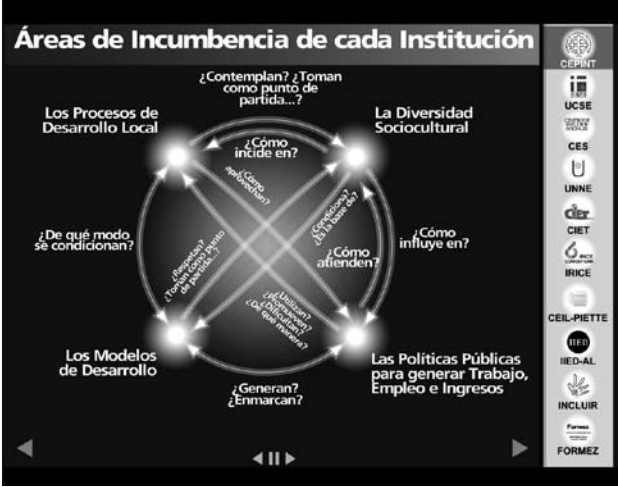 Áreas de Incumbencia de cada Institución
¿Contemplan? ¿Toman
como punto de
partida...?
Los Procesos de
Desarrollo Local
La Diversidad
Sociocultural
¿Cómo
incide en?
¿Cómo
aprovechan?
¿Condiciona?
¿Es la base de?
¿De qué modo
se condicionan?
¿Cómo
influye en?
¿Cómo
atienden?
¿Respetan?
¿Toman como punto
de partida...?
¿Utilizan?
¿Promueven?
¿Dificultan?
¿De qué manera?
Los Modelos
de Desarrollo
Las Políticas Públicas
para generar Trabajo,
Empleo e Ingresos
¿Generan?
¿Enmarcan?
CEPINT
UCSE
CES
UNNE
CIET
IRICE
CEIL-PIETTE
IIED
IIED-AL
INCLUIR
Formez
FORMEZ